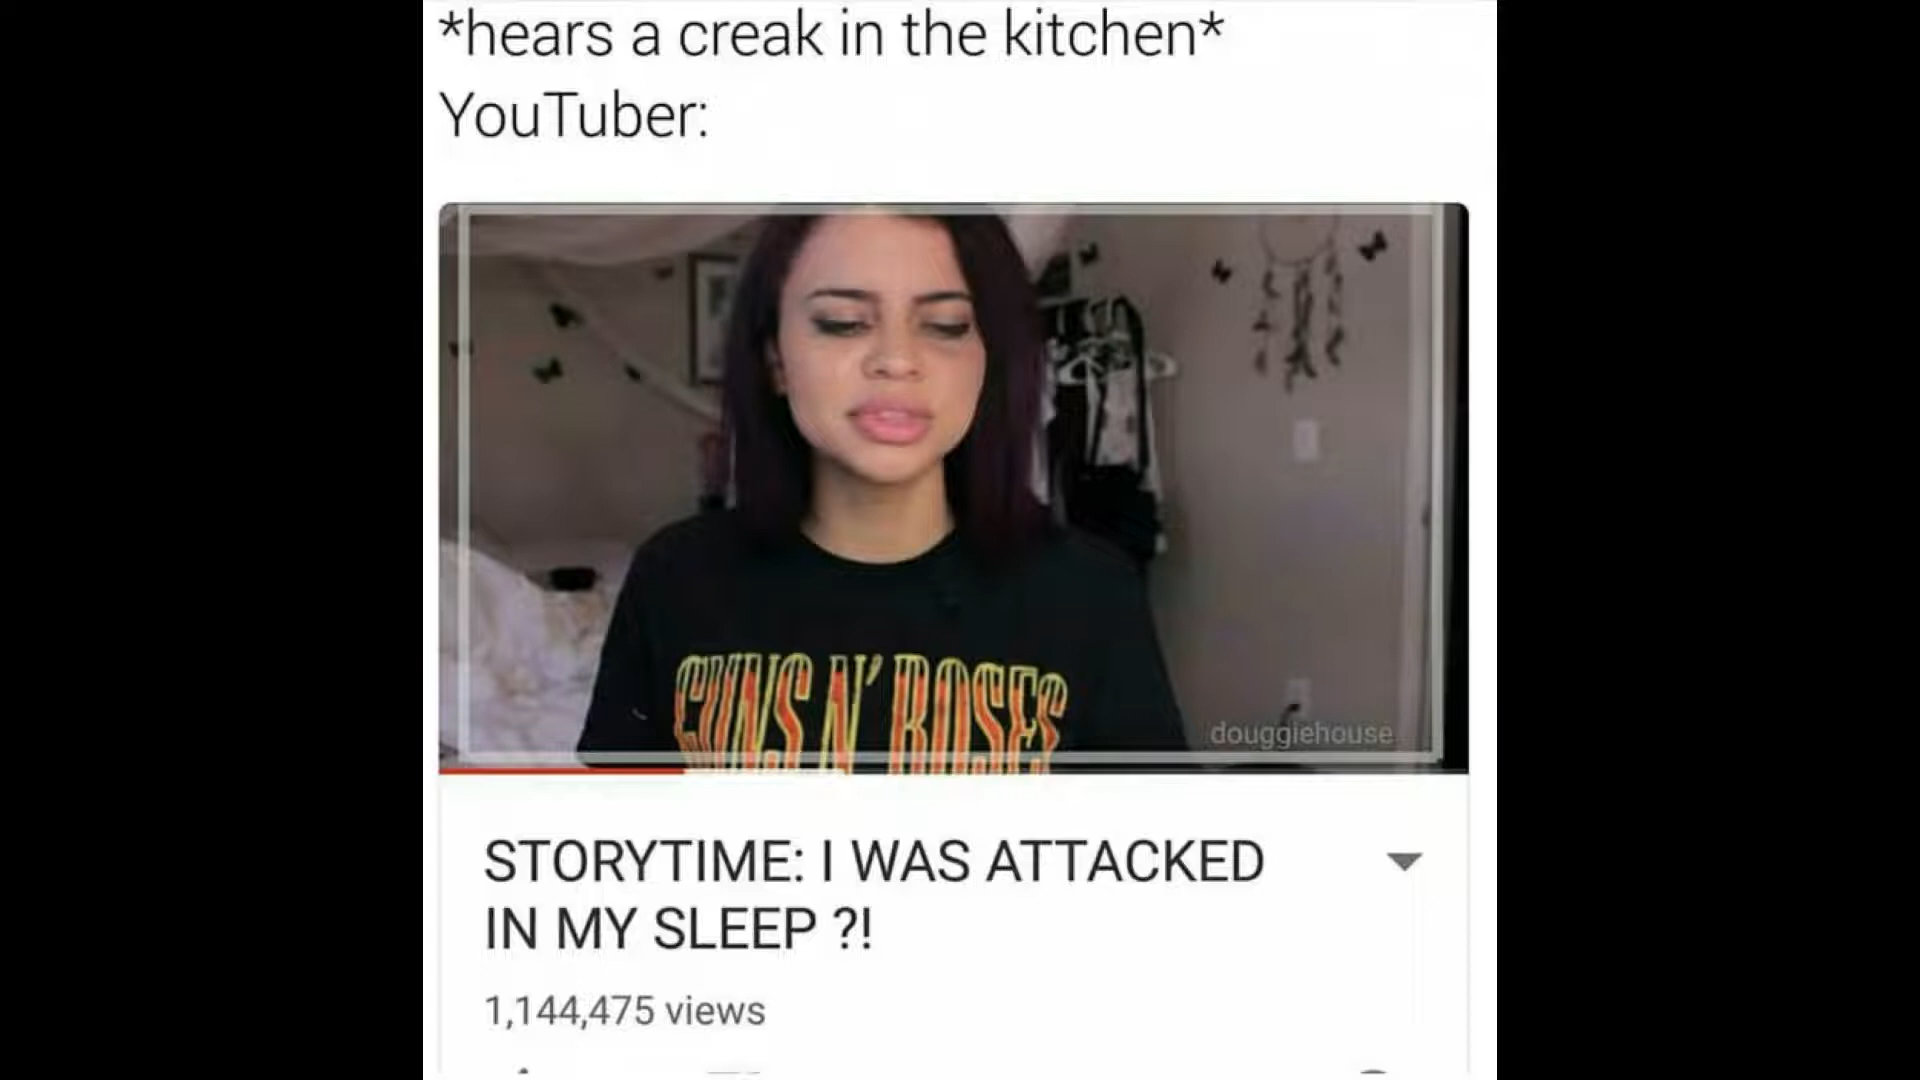 *hears a creak in the kitchen*
YouTuber:
GUNS N' ROSES
douggiehouse
STORYTIME: I WAS ATTACKED
IN MY SLEEP ?!
1,144,475 views